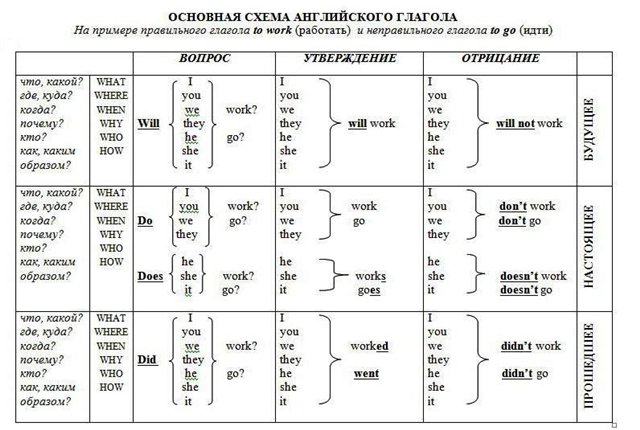 ОСНОВНАЯ СХЕМА АНГЛИЙСКОГО ГЛАГОЛА
На примере правильного глагола to work (работать) и неправильного глагола to go (идти)
ВОПРОС УТВЕРЖДЕНИЕ ОТРИЦАНИЕ
что, какой? WHAT I I I
где, куда? WHERE you you you
когда? WHEN we work? we we
почему? WHY Will they they will work they will not work
кто? WHO he go? he he
как, каким HOW she she she
образом? it it it
БУДУЩЕЕ
что, какой? WHAT I I I
где, куда? WHERE you work? you work you don't work
когда? WHEN Do we go? we go we don't go
почему? WHY they they they
кто? WHO
как, каким HOW he he he
образом? Does she work? she works she doesn't work
it go? it goes it doesn't go
НАСТОЯЩЕЕ
что, какой? WHAT I I I
где, куда? WHERE you you you
когда? WHEN we work? we worked we didn't work
почему? WHY Did they they they
кто? WHO he go? he went he didn't go
как, каким HOW she she she
образом? it it it
ПРОШЕДШЕЕ